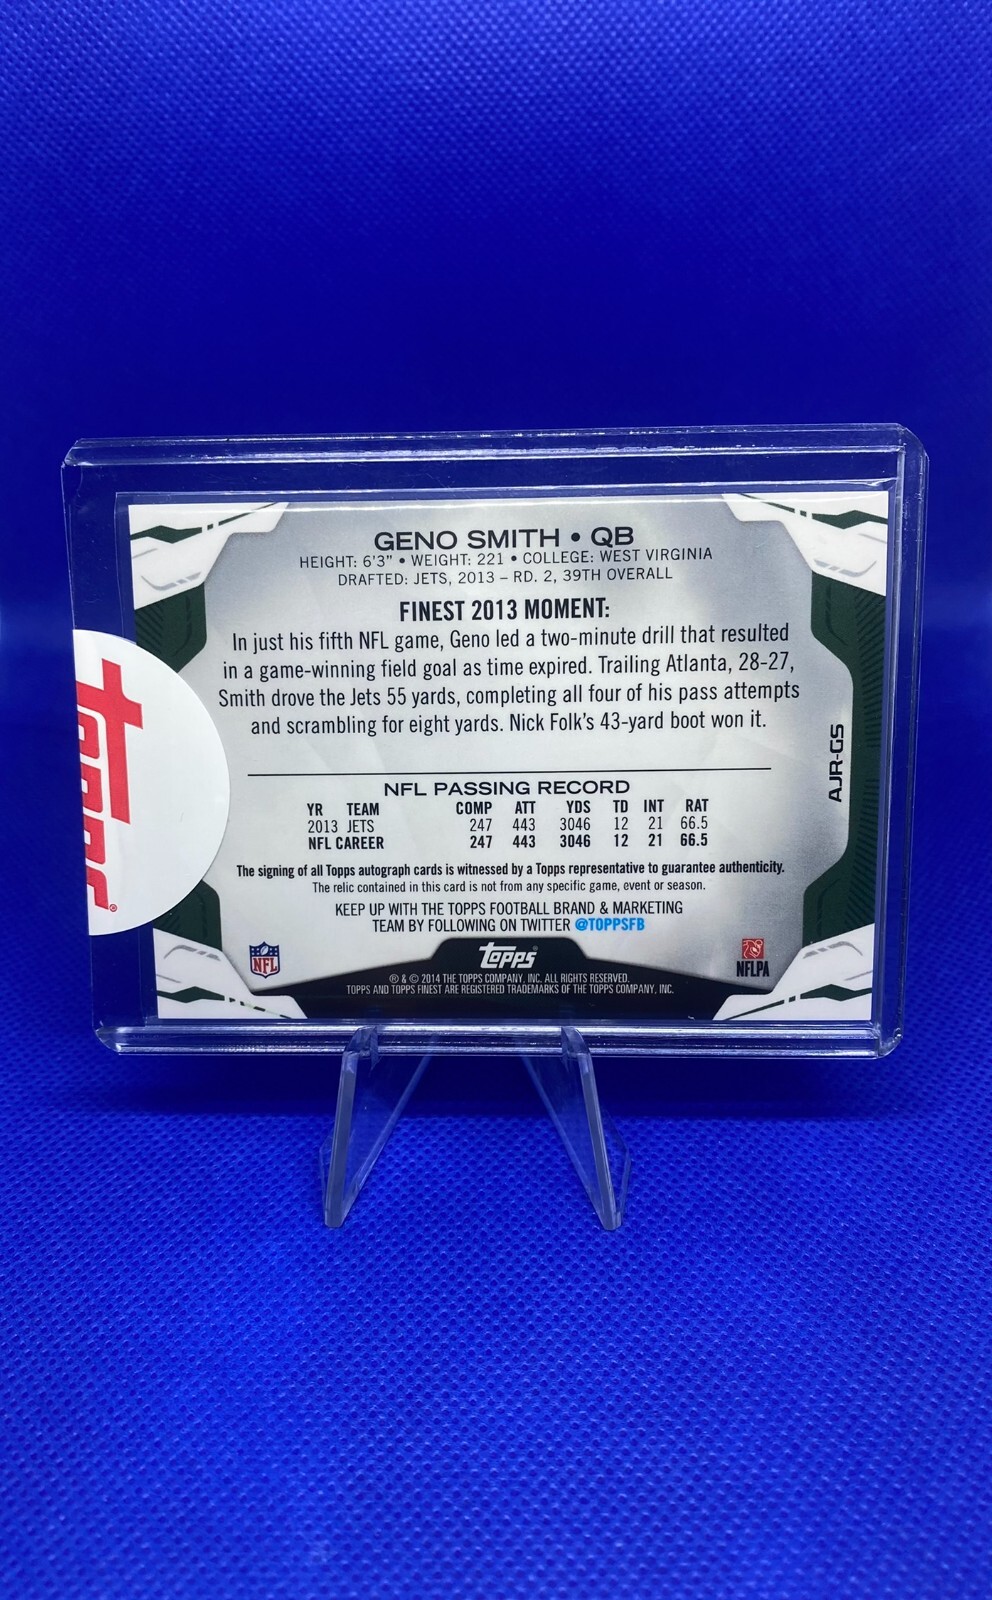 GENO SMITH • QB
HEIGHT: 6'3" • WEIGHT: 221 • COLLEGE: WEST VIRGINIA
DRAFTED: JETS, 2013 – RD. 2, 39TH OVERALL
FINEST 2013 MOMENT:
In just his fifth NFL game, Geno led a two-minute drill that resulted
in a game-winning field goal as time expired. Trailing Atlanta, 28-27,
Smith drove the Jets 55 yards, completing all four of his pass attempts
and scrambling for eight yards. Nick Folk's 43-yard boot won it.
AJR-GS
NFL PASSING RECORD
YR TEAM COMP ATT YDS TD INT RAT
2013 JETS 247 443 3046 12 21 66.5
NFL CAREER 247 443 3046 12 21 66.5
The signing of all Topps autograph cards is witnessed by a Topps representative to guarantee authenticity.
The relic contained in this card is not from any specific game, event or season.
KEEP UP WITH THE TOPPS FOOTBALL BRAND & MARKETING
TEAM BY FOLLOWING ON TWITTER @TOPPSFB
NFL
topps®
NFLPA
® & © 2014 THE TOPPS COMPANY, INC. ALL RIGHTS RESERVED.
TOPPS AND TOPPS FINEST ARE REGISTERED TRADEMARKS OF THE TOPPS COMPANY, INC.
topps®